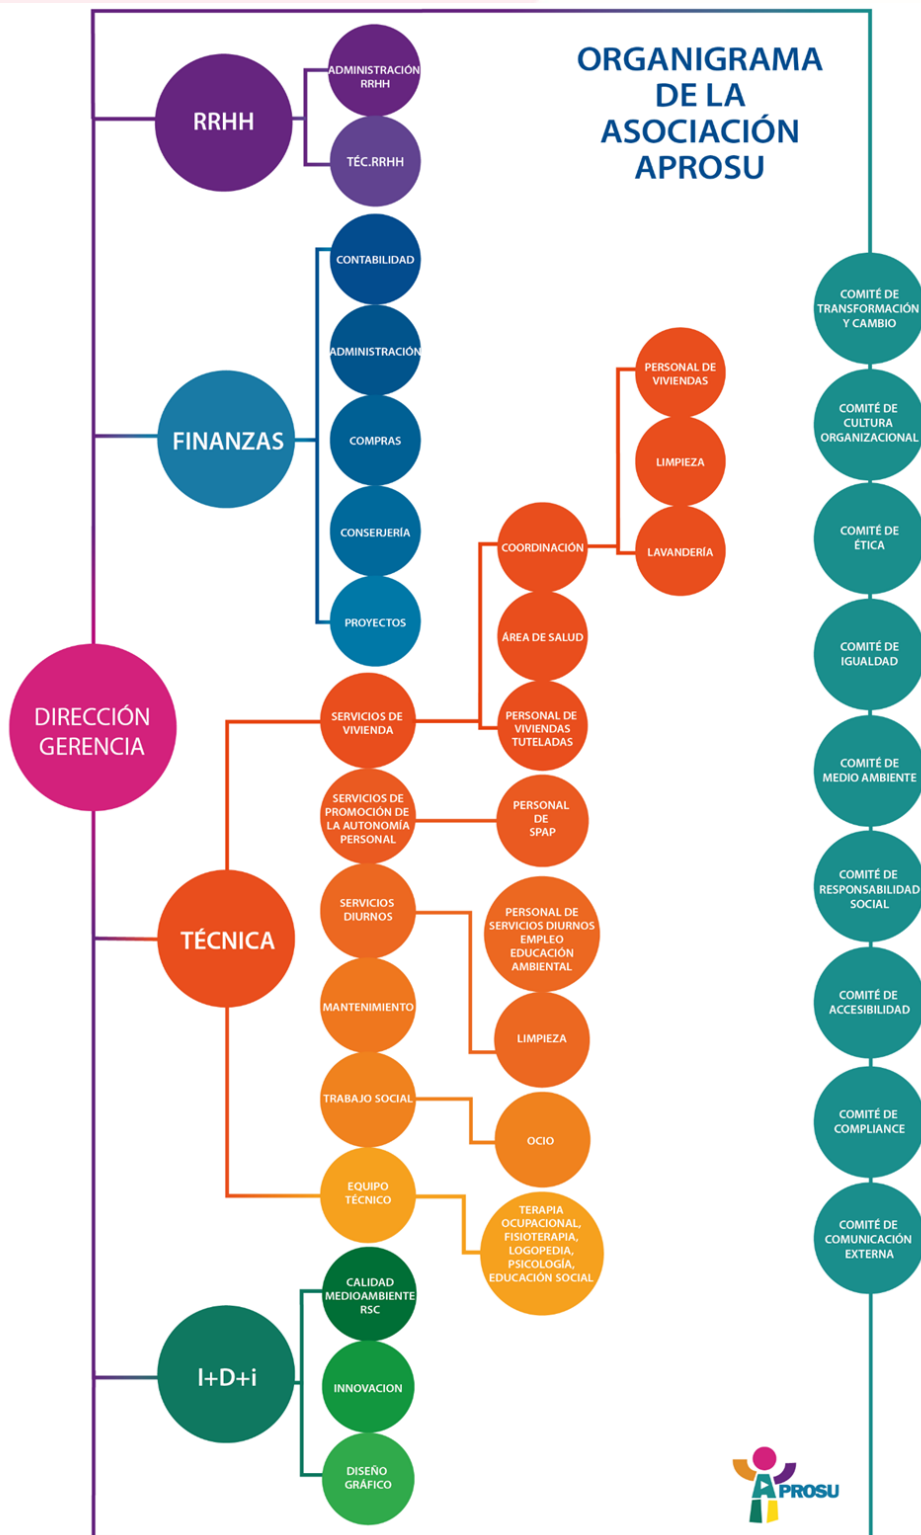 ORGANIGRAMA
DE LA
ASOCIACIÓN
APROSU
DIRECCIÓN
GERENCIA
RRHH
ADMINISTRACIÓN
RRHH
TÉC.RRHH
FINANZAS
CONTABILIDAD
ADMINISTRACIÓN
COMPRAS
CONSERJERÍA
PROYECTOS
TÉCNICA
SERVICIOS DE
VIVIENDA
COORDINACIÓN
PERSONAL DE
VIVIENDAS
LIMPIEZA
LAVANDERÍA
ÁREA DE SALUD
PERSONAL DE
VIVIENDAS
TUTELADAS
SERVICIOS DE
PROMOCIÓN DE
LA AUTONOMÍA
PERSONAL
PERSONAL
DE
SPAP
SERVICIOS
DIURNOS
PERSONAL DE
SERVICIOS DIURNOS
EMPLEO
EDUCACIÓN
AMBIENTAL
LIMPIEZA
MANTENIMIENTO
TRABAJO SOCIAL
OCIO
EQUIPO
TÉCNICO
TERAPIA
OCUPACIONAL,
FISIOTERAPIA,
LOGOPEDIA,
PSICOLOGÍA,
EDUCACIÓN SOCIAL
I+D+i
CALIDAD
MEDIOAMBIENTE
RSC
INNOVACION
DISEÑO
GRÁFICO
COMITÉ DE
TRANSFORMACIÓN
Y CAMBIO
COMITÉ DE
CULTURA
ORGANIZACIONAL
COMITÉ DE
ÉTICA
COMITÉ DE
IGUALDAD
COMITÉ DE
MEDIO AMBIENTE
COMITÉ DE
RESPONSABILIDAD
SOCIAL
COMITÉ DE
ACCESIBILIDAD
COMITÉ DE
COMPLIANCE
COMITÉ DE
COMUNICACIÓN
EXTERNA
APROSU